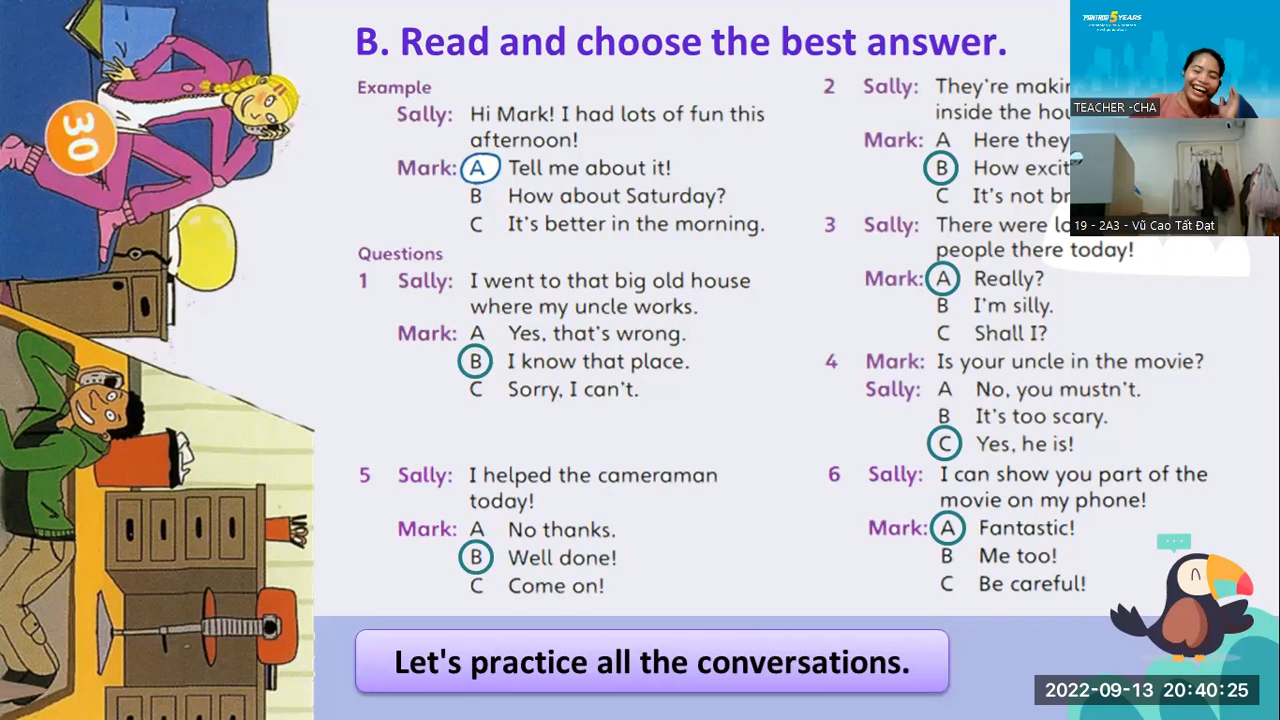 B. Read and choose the best answer.
Example
Sally: Hi Mark! I had lots of fun this
afternoon!
Mark: A Tell me about it!
B How about Saturday?
C It's better in the morning.
Questions
1 Sally: I went to that big old house
where my uncle works.
Mark: A Yes, that's wrong.
B I know that place.
C Sorry, I can't.
5 Sally: I helped the cameraman
today!
Mark: A No thanks.
B Well done!
C Come on!
2 Sally: They're
inside the
Mark: A Here they
B How
C It's not
3 Sally: There were
people there today!
Mark: A Really?
B I'm silly.
C Shall I?
4 Mark: Is your uncle in the movie?
Sally: A No, you mustn't.
B It's too scary.
C Yes, he is!
6 Sally: I can show you part of the
movie on my phone!
Mark: A Fantastic!
B Me too!
C Be careful!
Let's practice all the conversations.
30
5 YEARS
TEACHER -CHA
19 - 2A3 - Vũ Cao Tất Đạt
2022-09-13 20:40:25